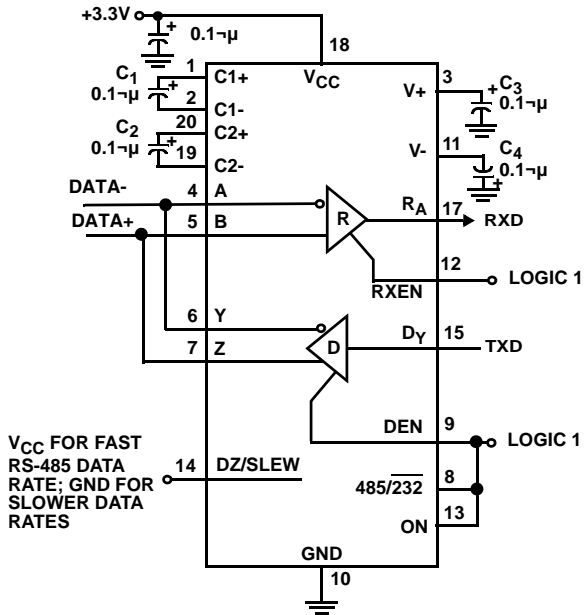 +3.3V
0.1¬µ
18
1
C1
C1+
VCC
3
0.1¬µ
V+
C3
2
C1-
0.1¬µ
20
C2
C2+
0.1¬µ
19
C2-
V-
11
C4
0.1¬µ
DATA-
4
A
RA
17
RXD
DATA+
5
B
R
12
RXEN
LOGIC 1
6
Y
DY
15
7
Z
D
TXD
DEN
9
LOGIC 1
VCC FOR FAST
RS-485 DATA
RATE; GND FOR
SLOWER DATA
RATES
14
DZ/SLEW
485/232
8
ON
13
GND
10